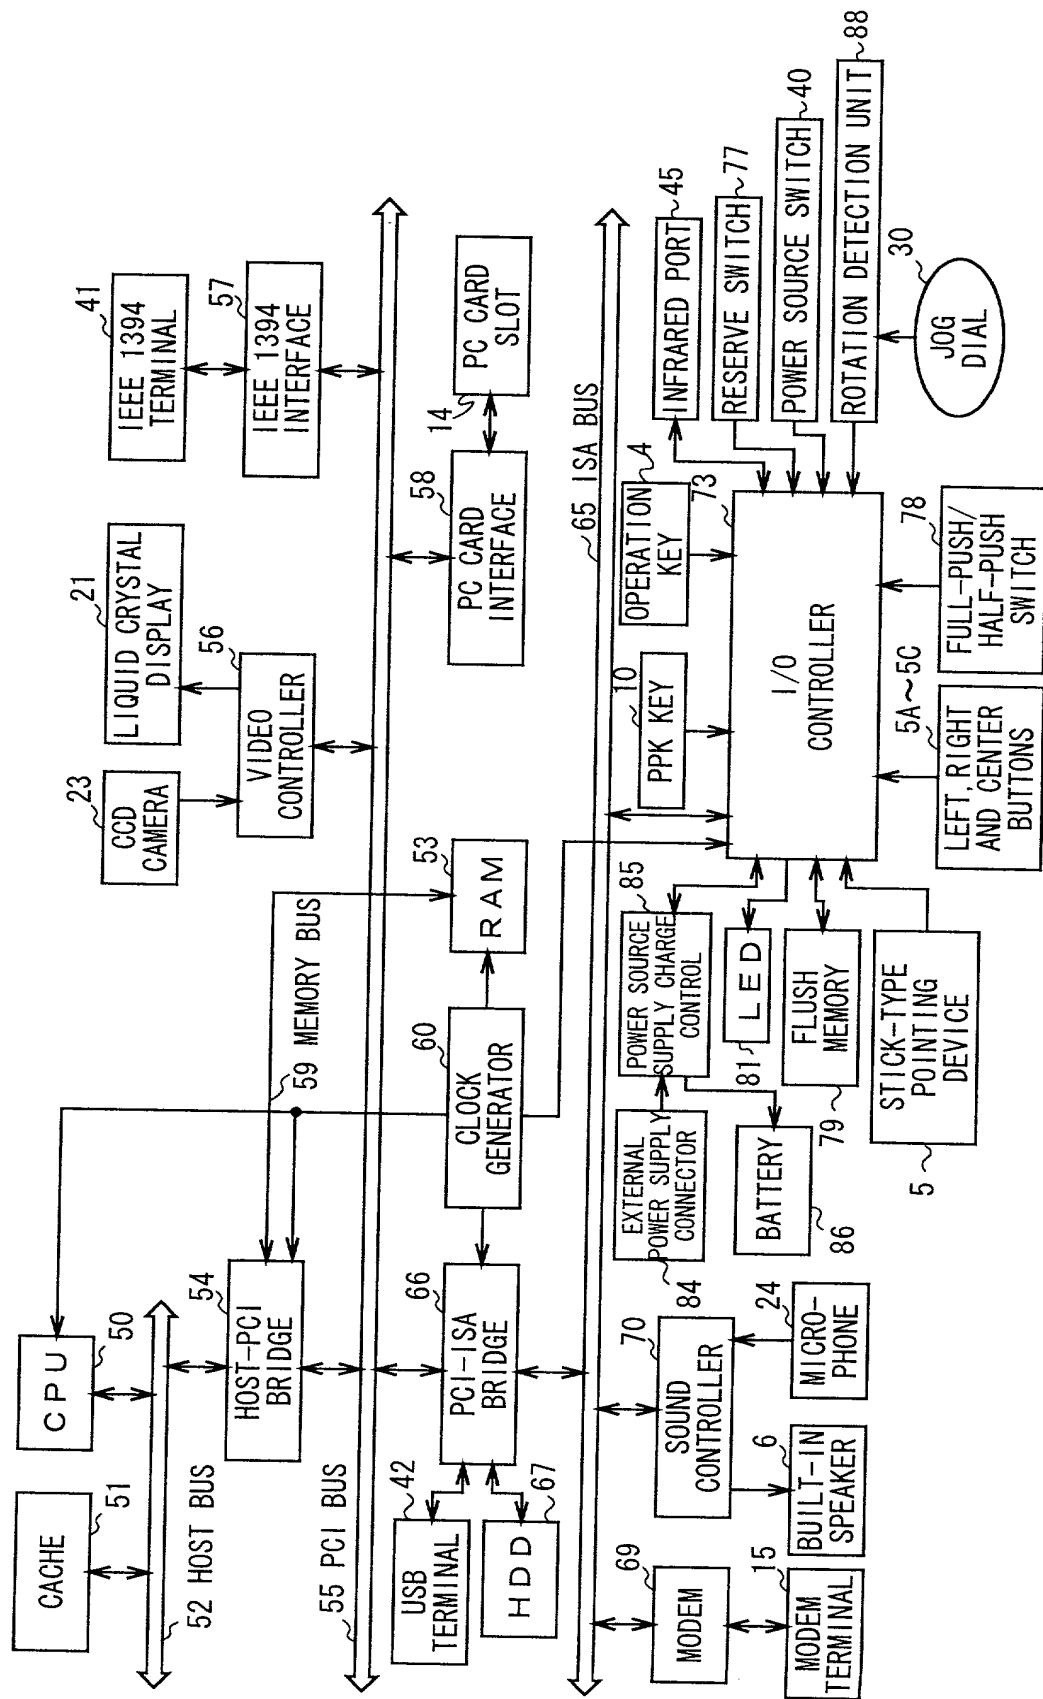 CACHE
51
CPU
50
52 HOST BUS
HOST-PCI
BRIDGE
54
59 MEMORY BUS
55 PCI BUS
CCD
CAMERA
23
LIQUID CRYSTAL
DISPLAY
21
VIDEO
CONTROLLER
56
IEEE 1394
TERMINAL
41
IEEE 1394
INTERFACE
57
USB
TERMINAL
42
HDD
67
PCI-ISA
BRIDGE
66
CLOCK
GENERATOR
60
RAM
53
PC CARD
INTERFACE
58
PC CARD
SLOT
14
65 ISA BUS
MODEM
69
MODEM
TERMINAL
15
SOUND
CONTROLLER
70
BUILT-IN
SPEAKER
6
MICRO-
PHONE
24
EXTERNAL
POWER SUPPLY
CONNECTOR
84
POWER SOURCE
SUPPLY CHARGE
CONTROL
85
BATTERY
86
LED
81
FLUSH
MEMORY
79
STICK-TYPE
POINTING
DEVICE
5
PPK KEY
10
OPERATION
KEY
4
I/O
CONTROLLER
73
LEFT, RIGHT
AND CENTER
BUTTONS
5A~5C
FULL-PUSH/
HALF-PUSH
SWITCH
78
INFRARED PORT
45
RESERVE SWITCH
77
POWER SOURCE SWITCH
40
ROTATION DETECTION UNIT
88
JOG
DIAL
30